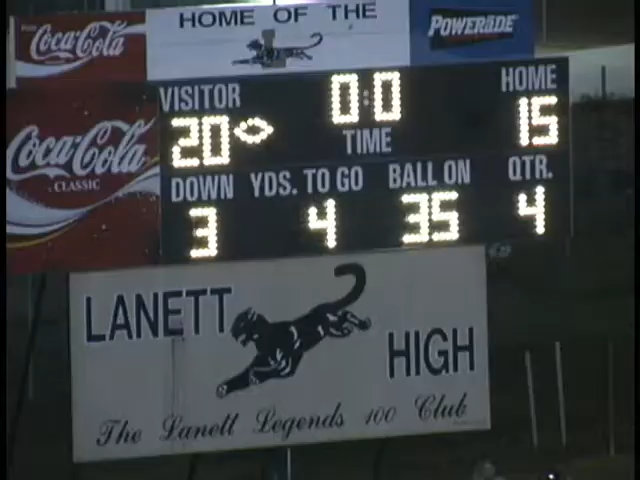 Coca-Cola
HOME OF THE
POWERADE
VISITOR
0:0
HOME
20
TIME
15
Coca-Cola
CLASSIC
DOWN YDS. TO GO BALL ON QTR.
3 4 35 4
LANETT
HIGH
The Lanett Legends 100 Club